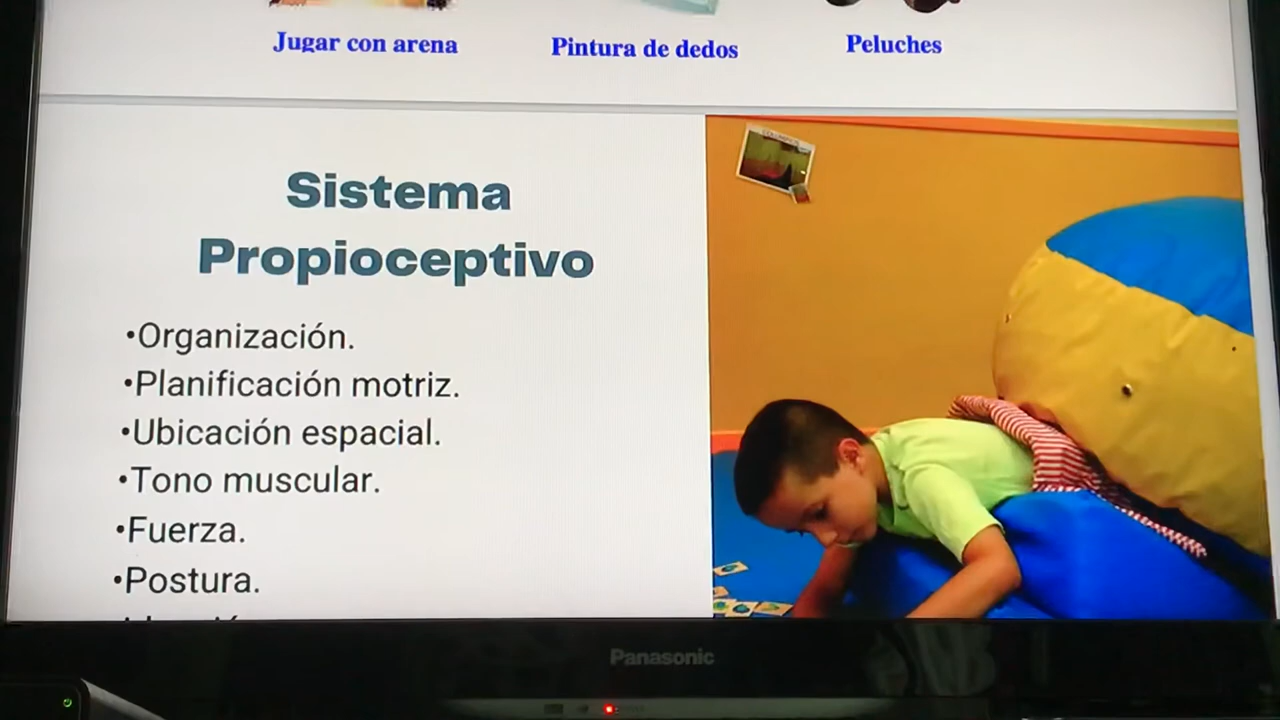 Jugar con arena
Pintura de dedos
Peluches
Sistema
Propioceptivo
•Organización.
•Planificación motriz.
•Ubicación espacial.
•Tono muscular.
•Fuerza.
•Postura.
Panasonic